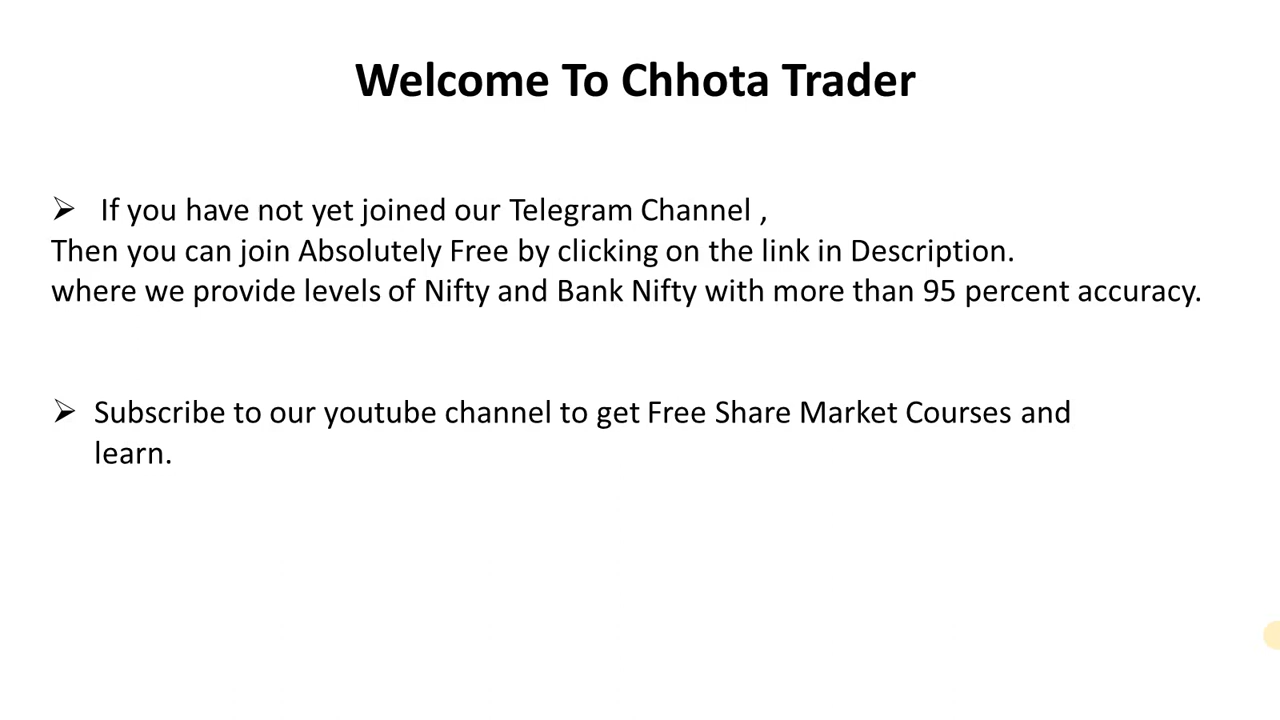 Welcome To Chhota Trader
➢ If you have not yet joined our Telegram Channel ,
Then you can join Absolutely Free by clicking on the link in Description.
where we provide levels of Nifty and Bank Nifty with more than 95 percent accuracy.
➢ Subscribe to our youtube channel to get Free Share Market Courses and
learn.